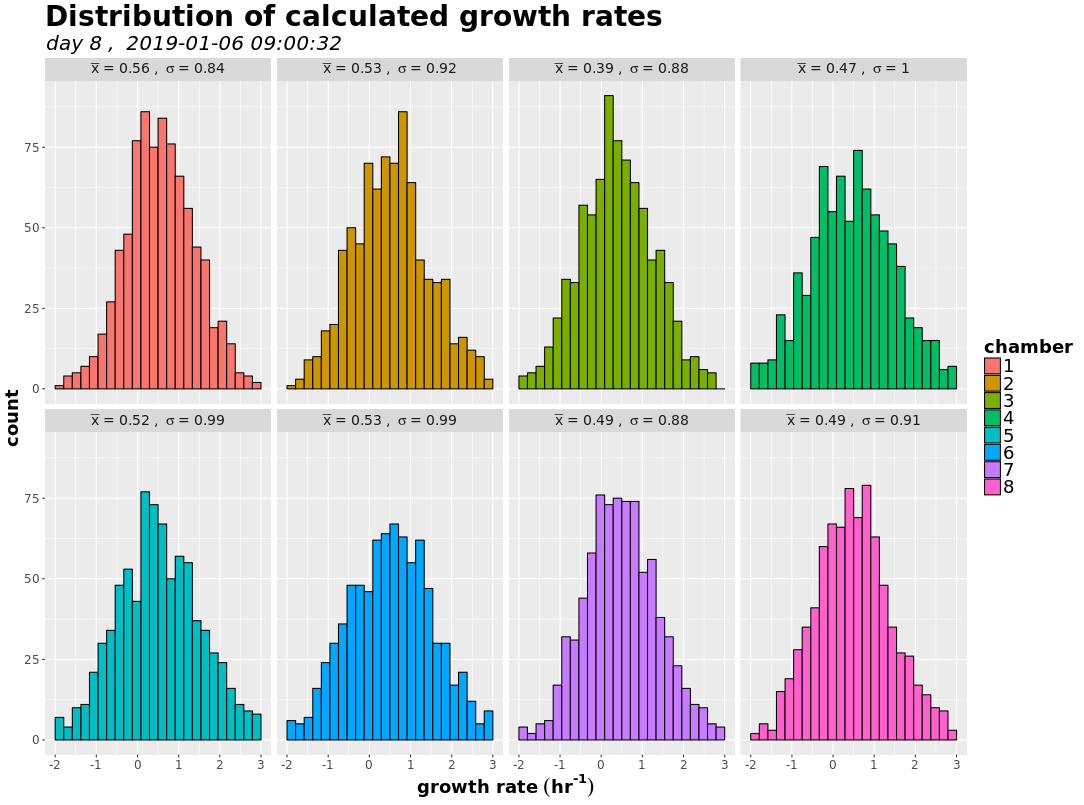 Distribution of calculated growth rates
day 8 , 2019-01-06 09:00:32
x̅ = 0.56 , σ = 0.84
x̅ = 0.53 , σ = 0.92
x̅ = 0.39 , σ = 0.88
x̅ = 0.47 , σ = 1
75
50
25
0
count
x̅ = 0.52 , σ = 0.99
x̅ = 0.53 , σ = 0.99
x̅ = 0.49 , σ = 0.88
x̅ = 0.49 , σ = 0.91
75
50
25
0
-2 -1 0 1 2 3
-2 -1 0 1 2 3
-2 -1 0 1 2 3
-2 -1 0 1 2 3
growth rate (hr⁻¹)
chamber
1
2
3
4
5
6
7
8